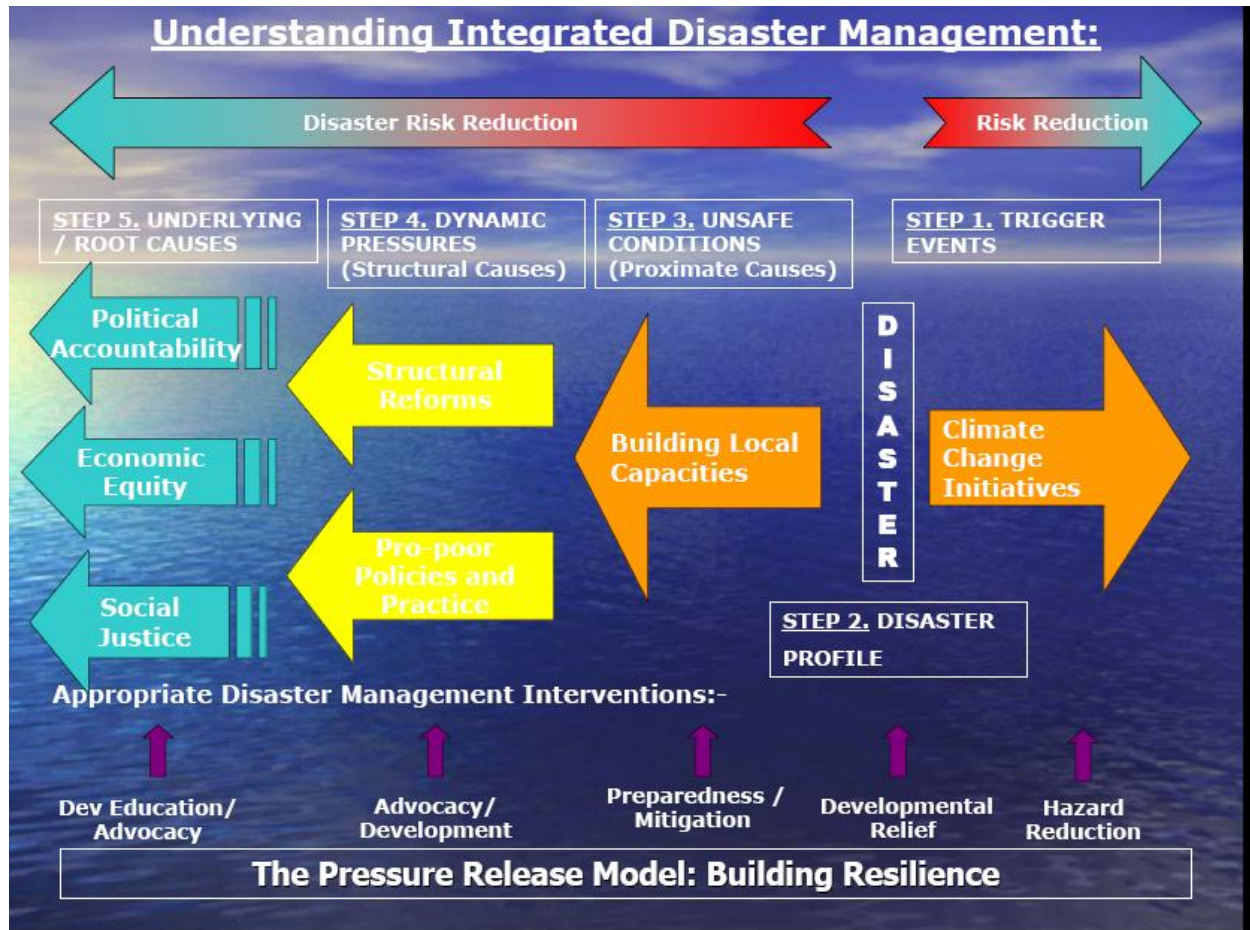 Understanding Integrated Disaster Management:
Disaster Risk Reduction
Risk Reduction
STEP 5. UNDERLYING
/ ROOT CAUSES
STEP 4. DYNAMIC
PRESSURES
(Structural Causes)
STEP 3. UNSAFE
CONDITIONS
(Proximate Causes)
STEP 1. TRIGGER
EVENTS
Political
Accountability
Economic
Equity
Social
Justice
Structural
Reforms
Pro-poor
Policies and
Practice
Building Local
Capacities
D
I
S
A
S
T
E
R
Climate
Change
Initiatives
STEP 2. DISASTER
PROFILE
Appropriate Disaster Management Interventions:-
Dev Education/
Advocacy
Advocacy/
Development
Preparedness /
Mitigation
Developmental
Relief
Hazard
Reduction
The Pressure Release Model: Building Resilience